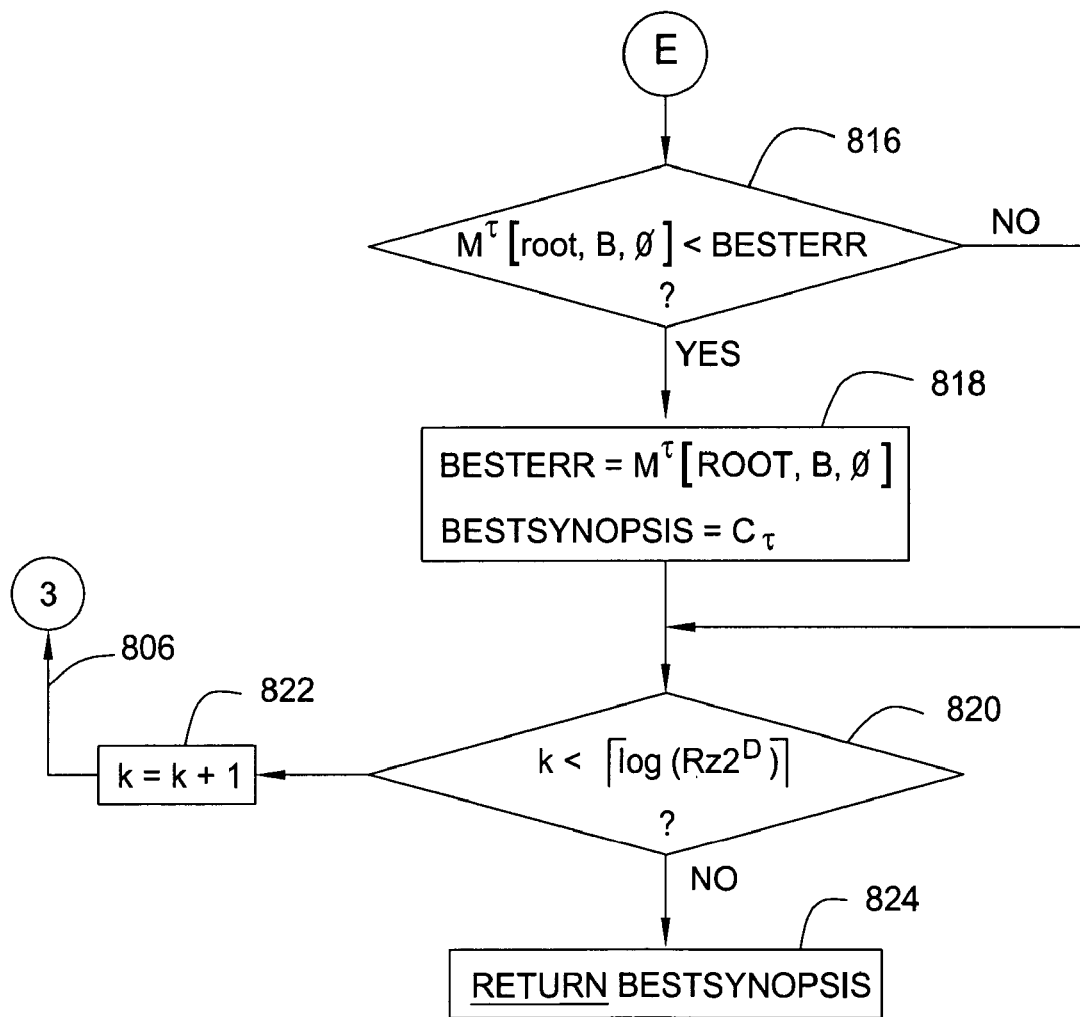 E
816
M^τ [root, B, ∅] < BESTERR
?
NO
YES
818
BESTERR = M^τ [ROOT, B, ∅]
BESTSYNOPSIS = C_τ
3
806
822
k = k + 1
820
k < ⌈log (Rz2^D)⌉
?
NO
824
RETURN BESTSYNOPSIS